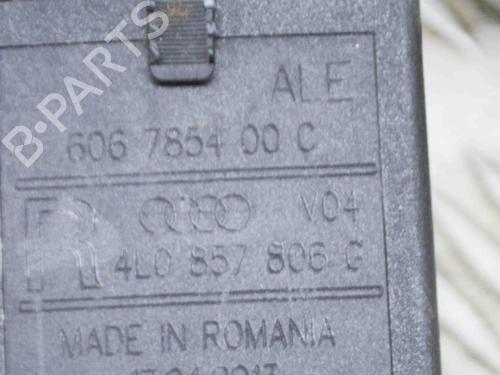 B-PARTS
ALE
606 7854 00 C
R V04
4L0 857 806 G
MADE IN ROMANIA